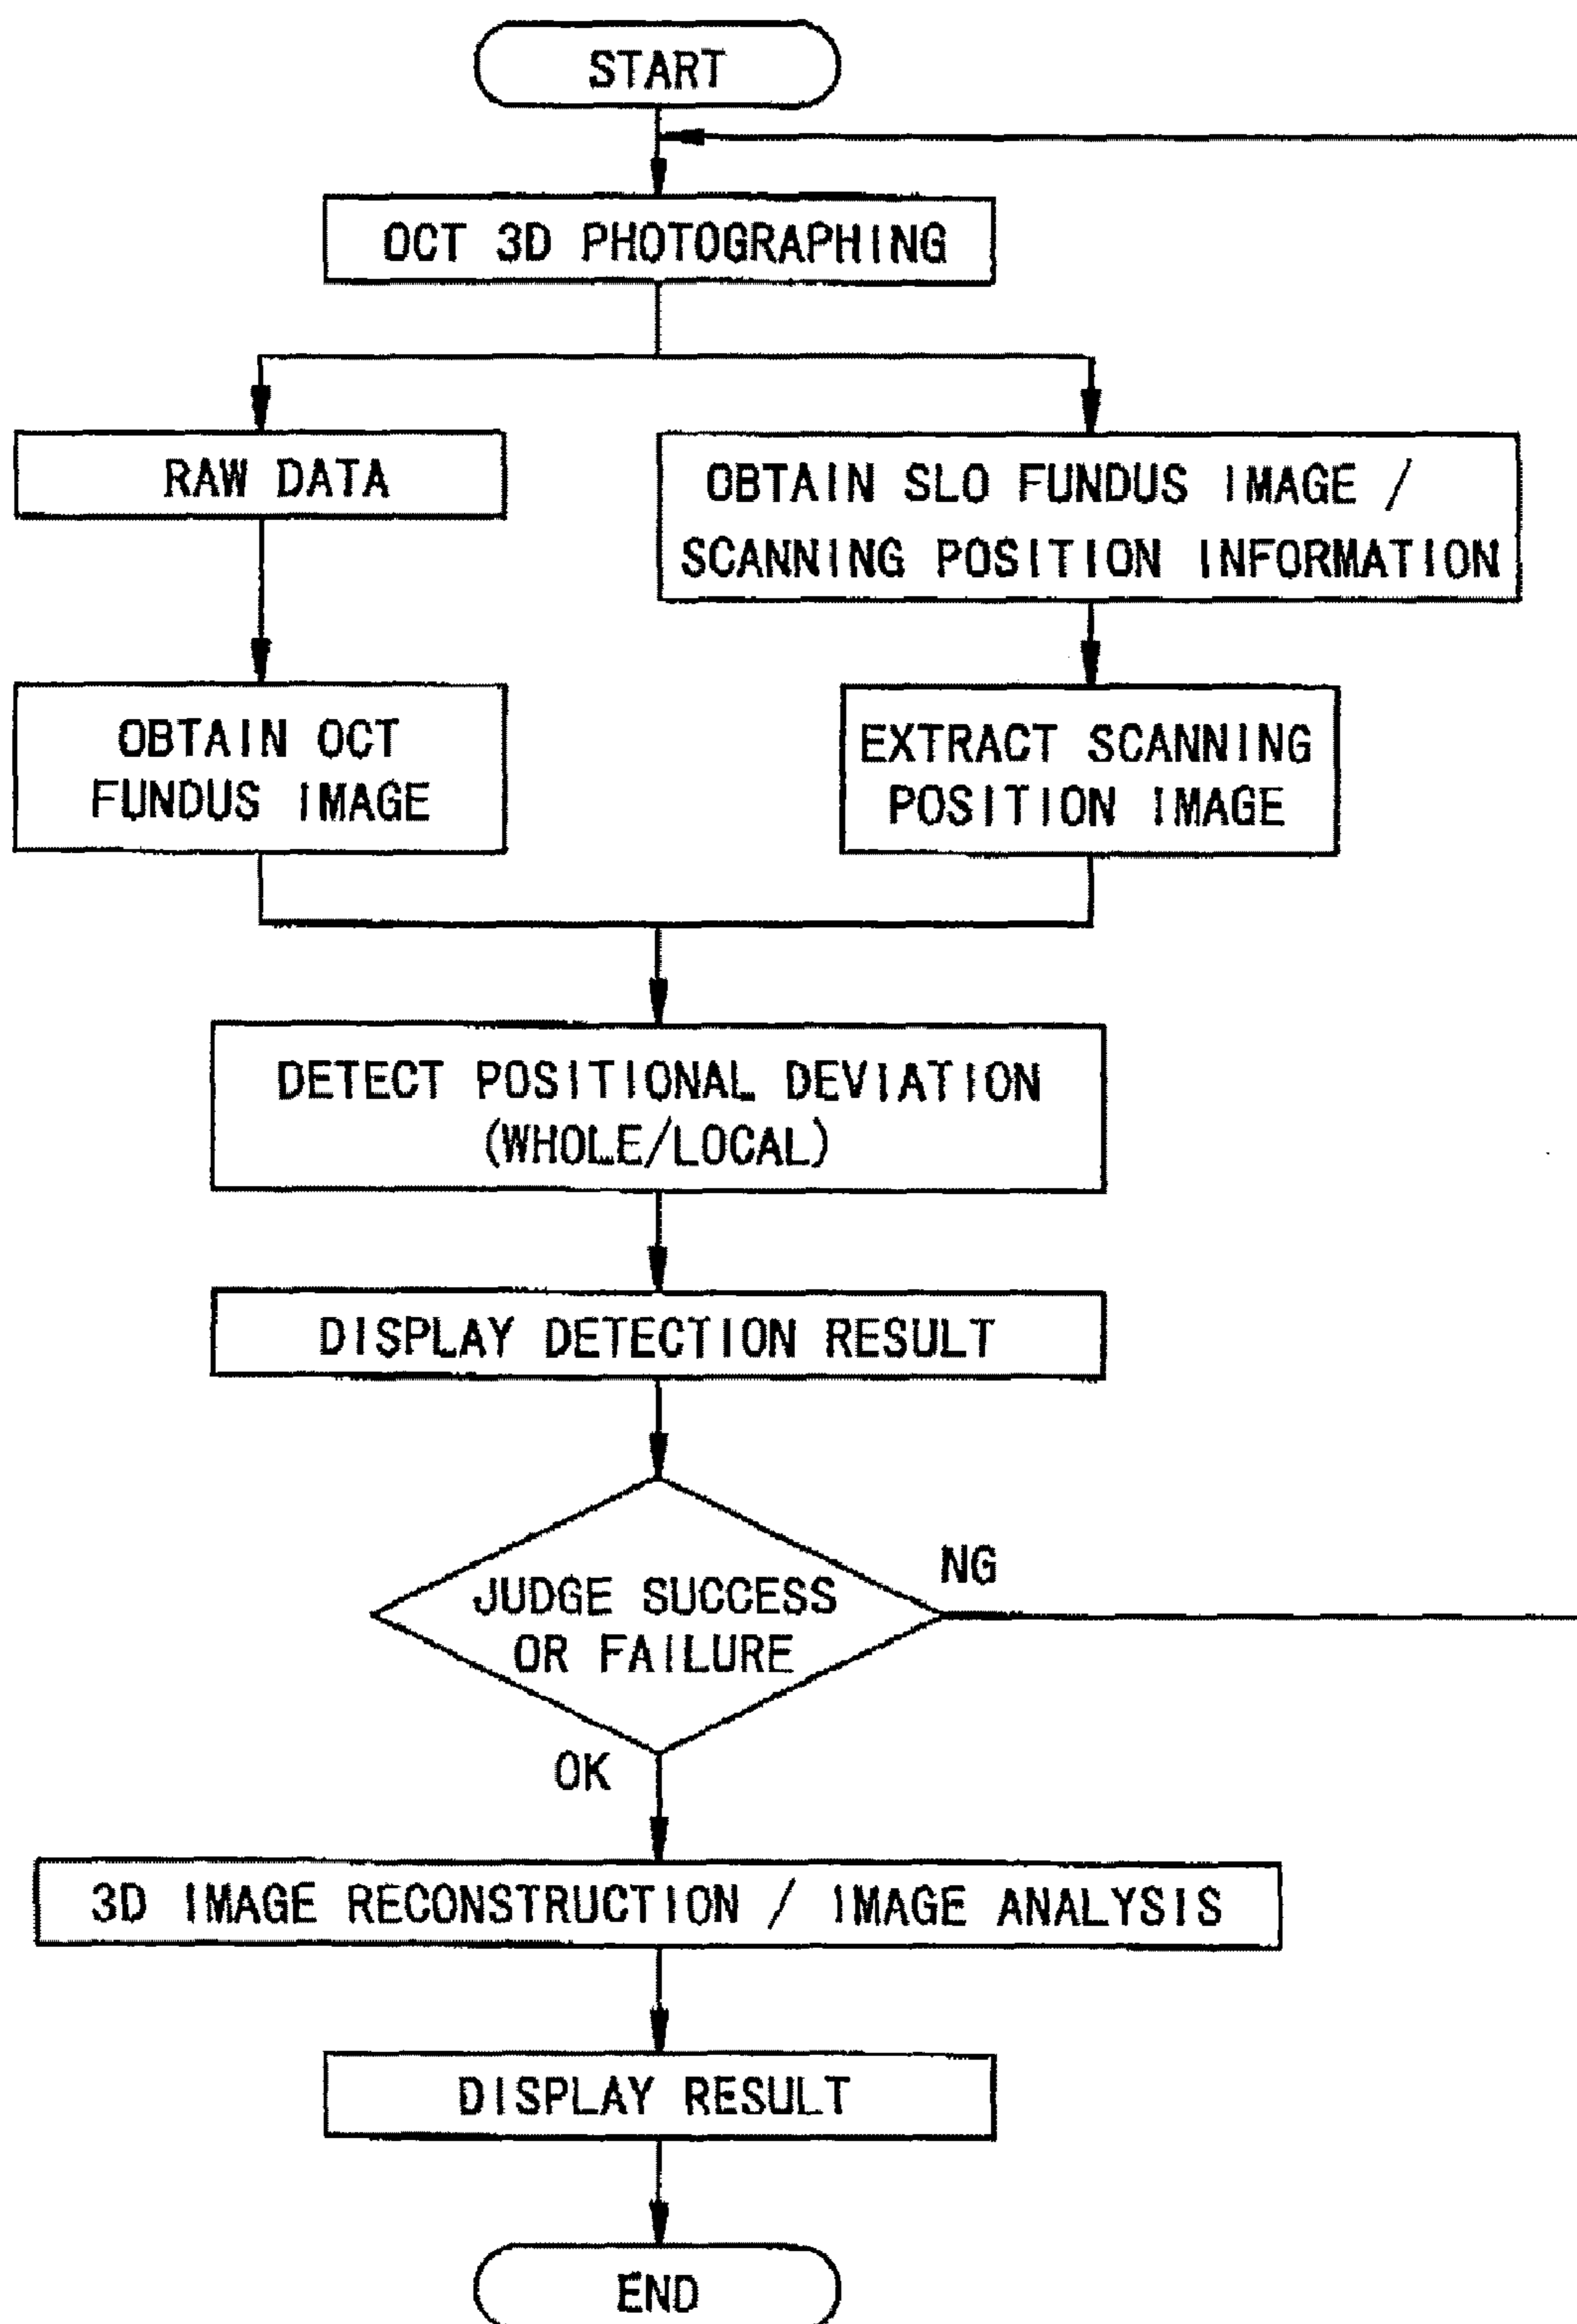 START
OCT 3D PHOTOGRAPHING
RAW DATA
OBTAIN SLO FUNDUS IMAGE /
SCANNING POSITION INFORMATION
OBTAIN OCT
FUNDUS IMAGE
EXTRACT SCANNING
POSITION IMAGE
DETECT POSITIONAL DEVIATION
(WHOLE/LOCAL)
DISPLAY DETECTION RESULT
JUDGE SUCCESS
OR FAILURE
NG
OK
3D IMAGE RECONSTRUCTION / IMAGE ANALYSIS
DISPLAY RESULT
END